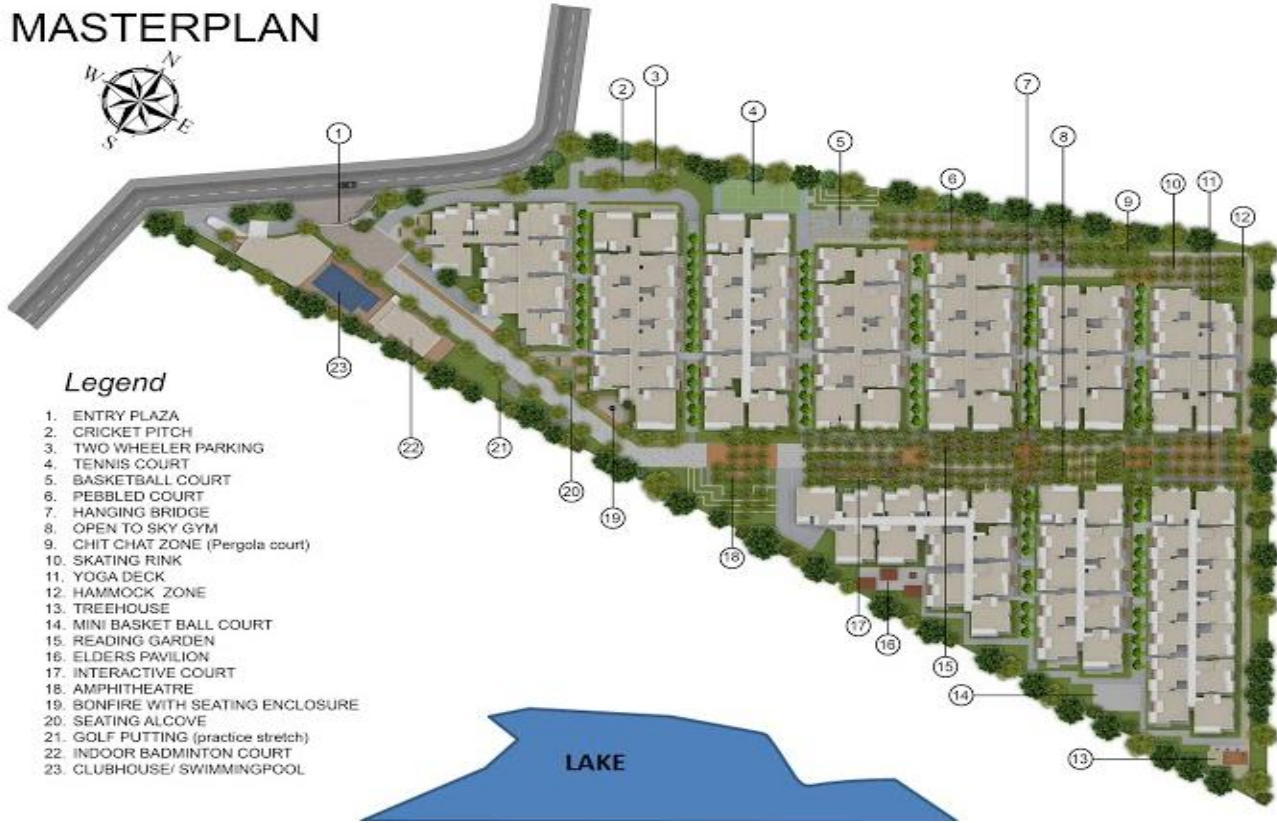 MASTERPLAN
N
W
E
S
1
2
3
4
5
6
7
8
9
10
11
12
23
22
21
20
19
18
17
16
15
14
13
Legend
1. ENTRY PLAZA
2. CRICKET PITCH
3. TWO WHEELER PARKING
4. TENNIS COURT
5. BASKETBALL COURT
6. PEBBLED COURT
7. HANGING BRIDGE
8. OPEN TO SKY GYM
9. CHIT CHAT ZONE (Pergola court)
10. SKATING RINK
11. YOGA DECK
12. HAMMOCK ZONE
13. TREEHOUSE
14. MINI BASKET BALL COURT
15. READING GARDEN
16. ELDERS PAVILION
17. INTERACTIVE COURT
18. AMPHITHEATRE
19. BONFIRE WITH SEATING ENCLOSURE
20. SEATING ALCOVE
21. GOLF PUTTING (practice stretch)
22. INDOOR BADMINTON COURT
23. CLUBHOUSE/ SWIMMINGPOOL
LAKE